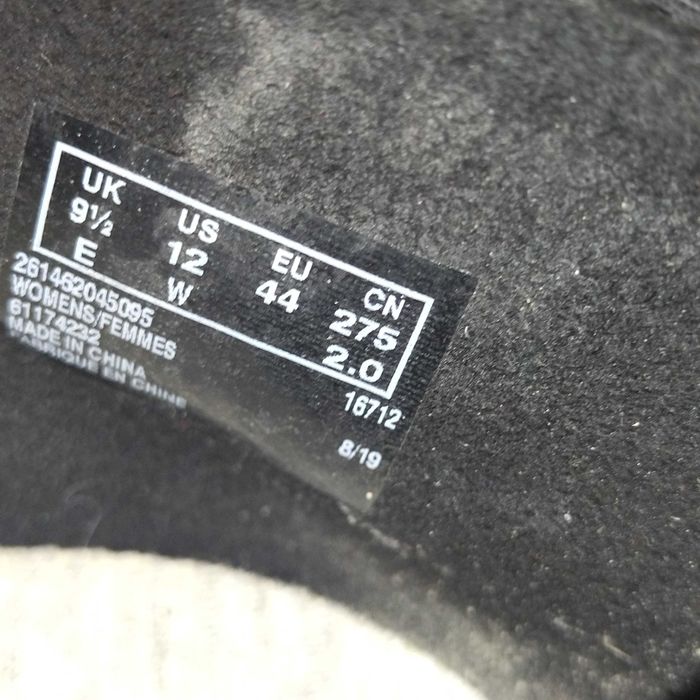 UK US EU CN
9½ 12 44 275
E W 2.0
261462045095
WOMENS/FEMMES
61174232
MADE IN CHINA
FABRIQUE EN CHINE
16712
8/19